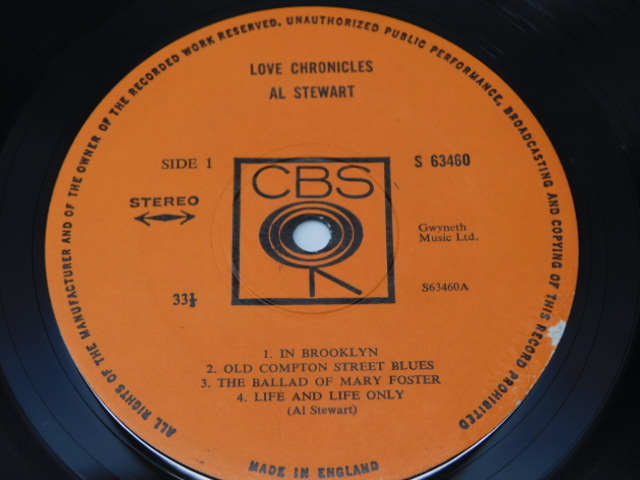 ALL RIGHTS OF THE MANUFACTURER AND OF THE OWNER OF THE RECORDED WORK RESERVED. UNAUTHORIZED PUBLIC PERFORMANCE, BROADCASTING AND COPYING OF THIS RECORD PROHIBITED
LOVE CHRONICLES
AL STEWART
SIDE 1
S 63460
CBS
STEREO
Gwyneth
Music Ltd.
33⅓
S63460A
1. IN BROOKLYN
2. OLD COMPTON STREET BLUES
3. THE BALLAD OF MARY FOSTER
4. LIFE AND LIFE ONLY
(Al Stewart)
MADE IN ENGLAND